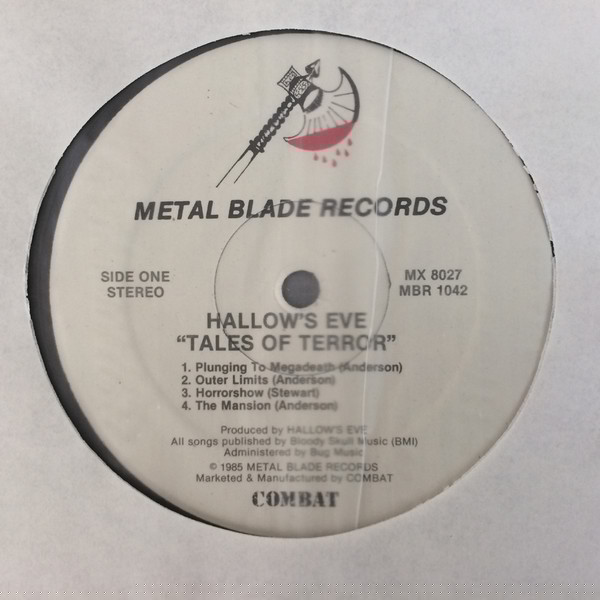 METAL BLADE RECORDS
SIDE ONE
STEREO
MX 8027
MBR 1042
HALLOW'S EVE
“TALES OF TERROR”
1. Plunging To Megadeath (Anderson)
2. Outer Limits (Anderson)
3. Horrorshow (Stewart)
4. The Mansion (Anderson)
Produced by HALLOW'S EVE
All songs published by Bloody Skull Music (BMI)
Administered by Bug Music
© 1985 METAL BLADE RECORDS
Marketed & Manufactured by COMBAT
COMBAT